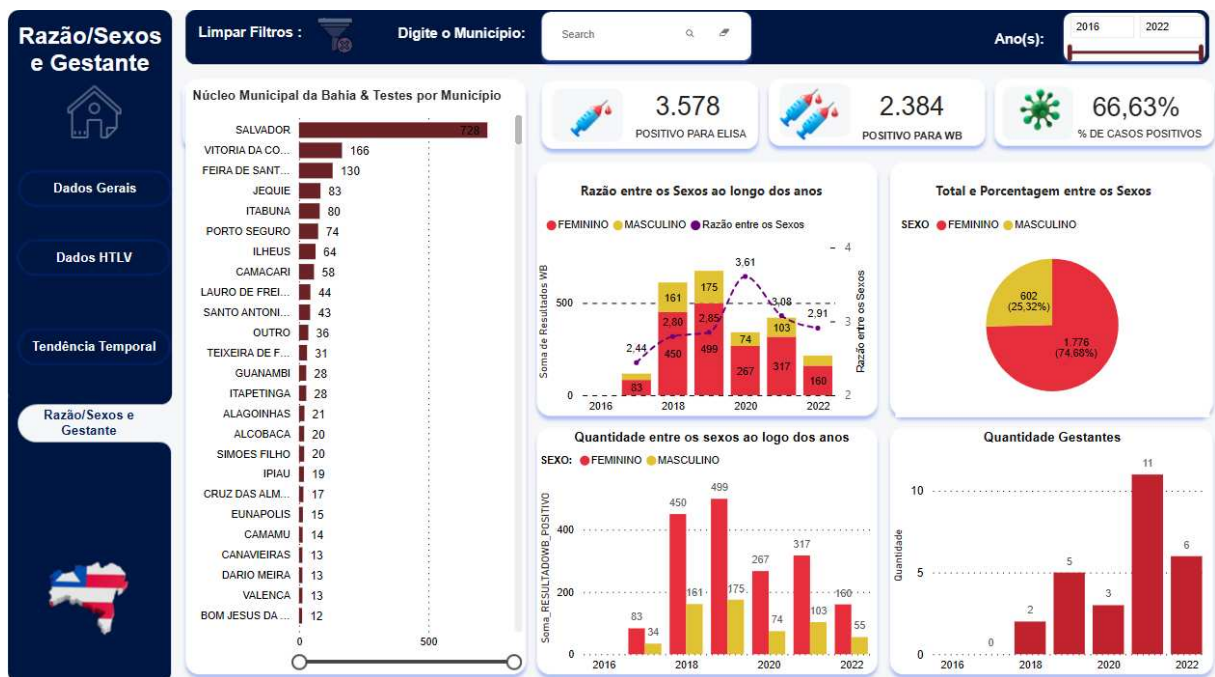 Razão/Sexos
e Gestante
Dados Gerais
Dados HTLV
Tendência Temporal
Razão/Sexos e
Gestante
Limpar Filtros :
Digite o Município:
Search
Ano(s):
2016 2022
Núcleo Municipal da Bahia & Testes por Município
SALVADOR 728
VITORIA DA CO... 166
FEIRA DE SANT... 130
JEQUIE 83
ITABUNA 80
PORTO SEGURO 74
ILHEUS 64
CAMACARI 58
LAURO DE FREI... 44
SANTO ANTONI... 43
OUTRO 36
TEIXEIRA DE F... 31
GUANAMBI 28
ITAPETINGA 28
ALAGOINHAS 21
ALCOBACA 20
SIMOES FILHO 20
IPIAU 19
CRUZ DAS ALM... 17
EUNAPOLIS 15
CAMAMU 14
CANAVIEIRAS 13
DARIO MEIRA 13
VALENCA 13
BOM JESUS DA ... 12
0 500
3.578
POSITIVO PARA ELISA
2.384
POSITIVO PARA WB
66,63%
% DE CASOS POSITIVOS
Razão entre os Sexos ao longo dos anos
FEMININO MASCULINO Razão entre os Sexos
Soma de Resultados WB
500
0
2,44 2,80 2,85 3,61 3,08 2,91
161 175 74 103
83 450 499 267 317 160
4
3
2
Razão entre os Sexos
2016 2018 2020 2022
Total e Porcentagem entre os Sexos
SEXO FEMININO MASCULINO
602
(25,32%)
1.776
(74,68%)
Quantidade entre os sexos ao logo dos anos
SEXO: FEMININO MASCULINO
Soma_RESULTADOWB_POSITIVO
400
200
0
83 34 450 161 499 175 267 74 317 103 160 55
2016 2018 2020 2022
Quantidade Gestantes
Quantidade
10
5
0
0 2 5 3 11 6
2016 2018 2020 2022